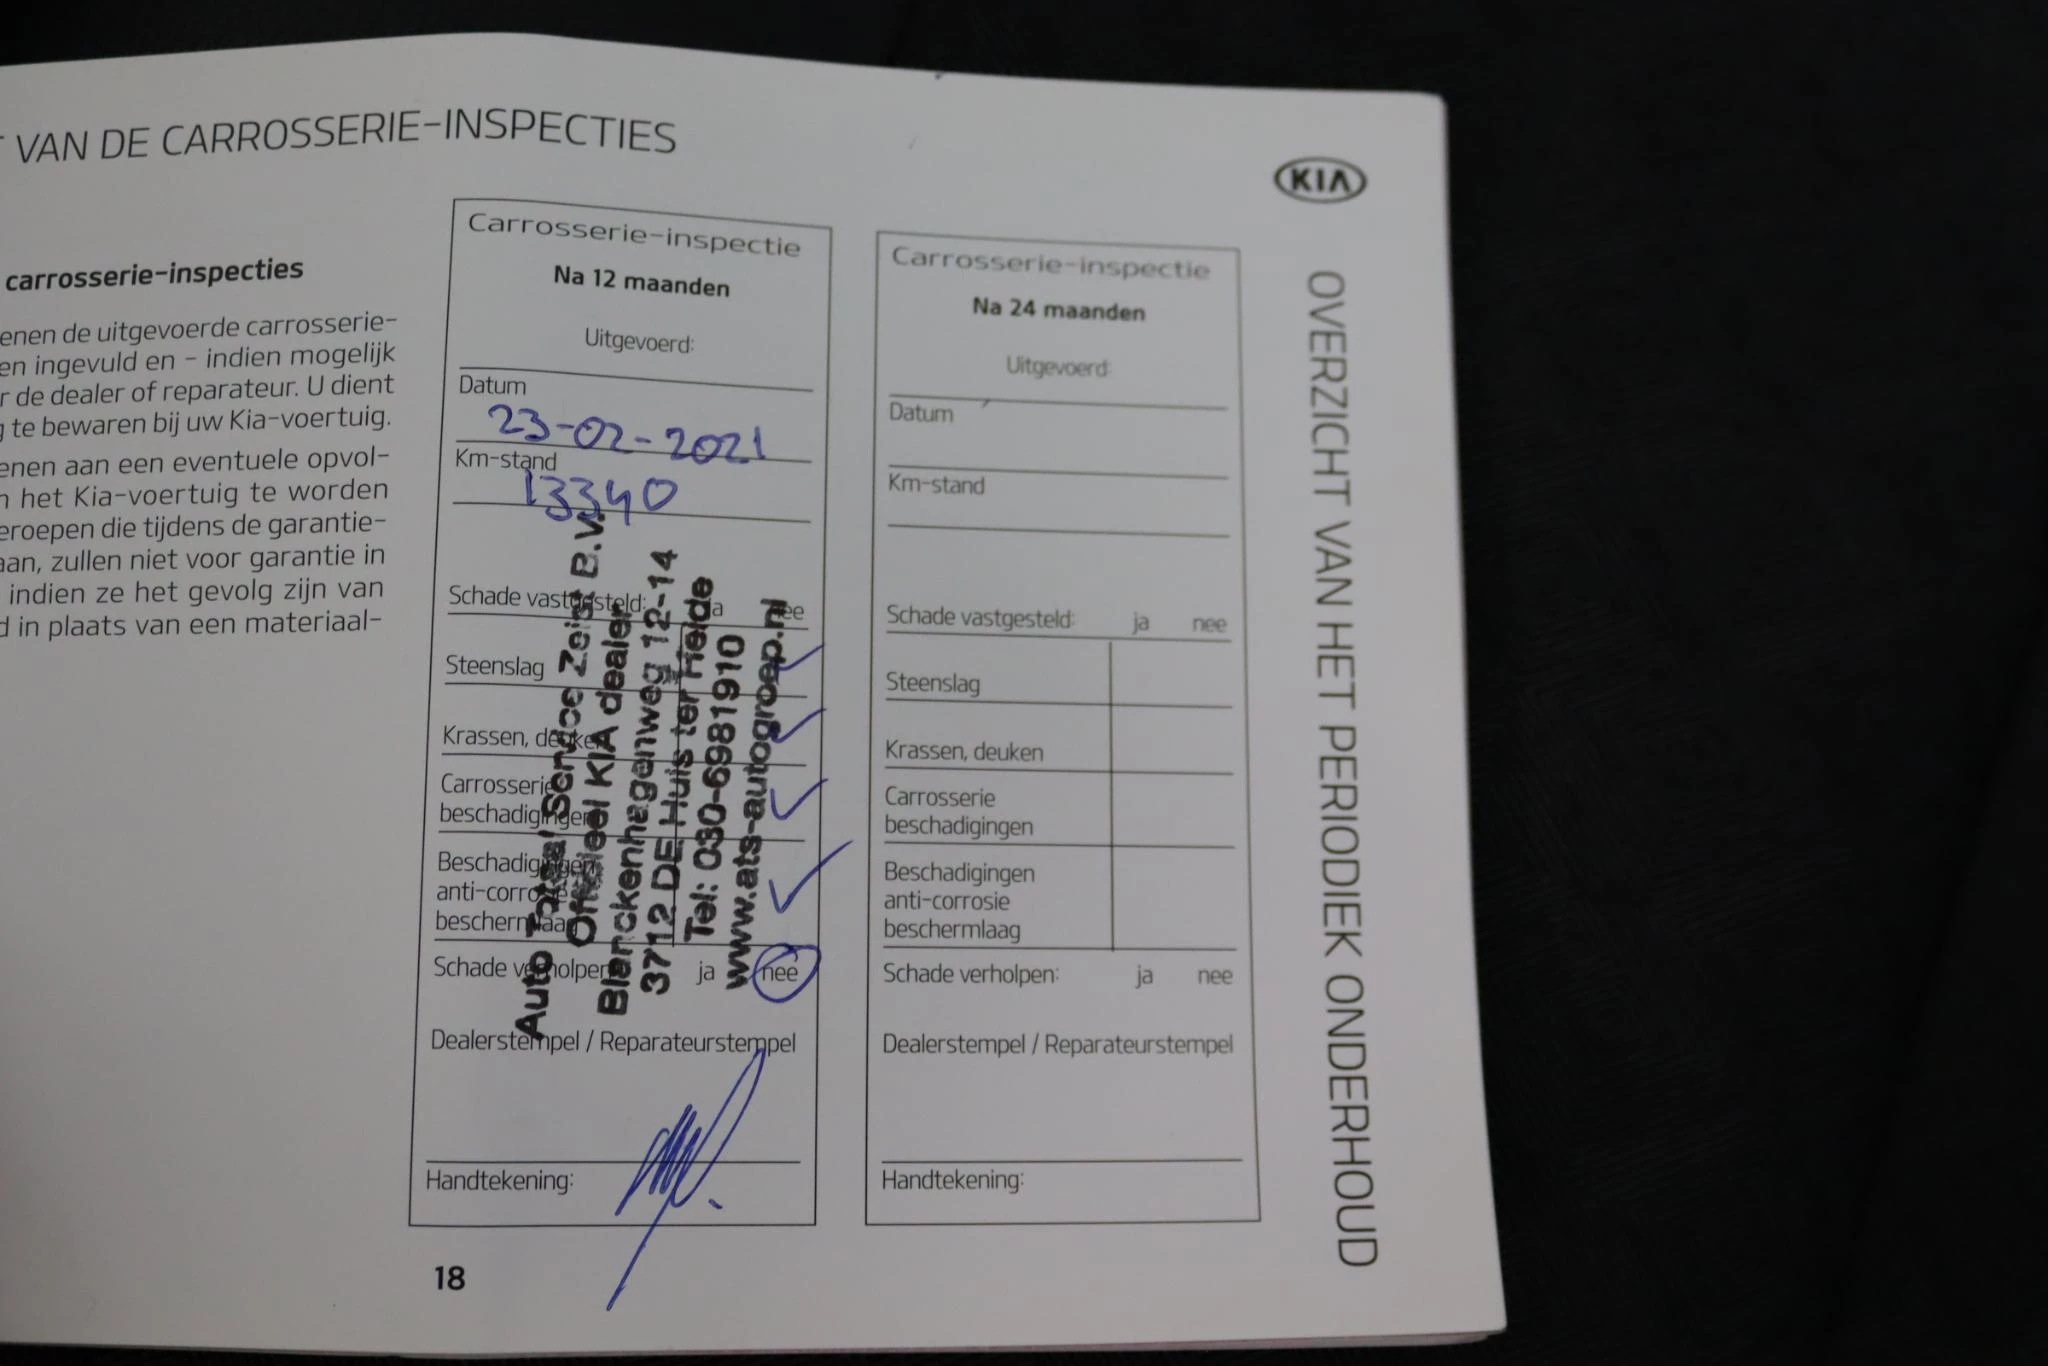 VAN DE CARROSSERIE-INSPECTIES
KIA
carrosserie-inspecties
enen de uitgevoerde carrosserie-
en ingevuld en - indien mogelijk
r de dealer of reparateur. U dient
g te bewaren bij uw Kia-voertuig.
enen aan een eventuele opvol-
n het Kia-voertuig te worden
eroepen die tijdens de garantie-
aan, zullen niet voor garantie in
indien ze het gevolg zijn van
d in plaats van een materiaal-
Carrosserie-inspectie
Na 12 maanden
Uitgevoerd:
Datum
23-02-2021
Km-stand
13340
Schade vastgesteld: ja nee
Steenslag
Krassen, deuken
Carrosserie
beschadigingen
Beschadigingen
anti-corrosie
beschermlaag
Schade verholpen: ja nee
Dealerstempel / Reparateurstempel
Handtekening:
Auto Totaal Service Zeist B.V.
Officieel KIA dealer
Blanckenhagenweg 12-14
3712 DE Huis ter Heide
Tel: 030-6981910
www.ats-autogroep.nl
Carrosserie-inspectie
Na 24 maanden
Uitgevoerd:
Datum
Km-stand
Schade vastgesteld: ja nee
Steenslag
Krassen, deuken
Carrosserie
beschadigingen
Beschadigingen
anti-corrosie
beschermlaag
Schade verholpen: ja nee
Dealerstempel / Reparateurstempel
Handtekening:
OVERZICHT VAN HET PERIODIEK ONDERHOUD
18